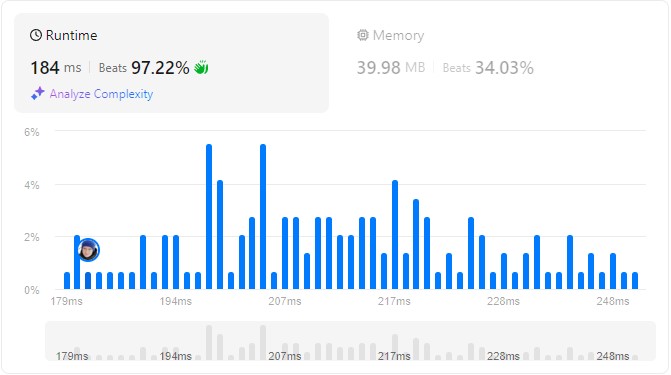 Runtime
184 ms | Beats 97.22%
Analyze Complexity
Memory
39.98 MB | Beats 34.03%
6%
4%
2%
0%
179ms 194ms 207ms 217ms 228ms 248ms
179ms 194ms 207ms 217ms 228ms 248ms